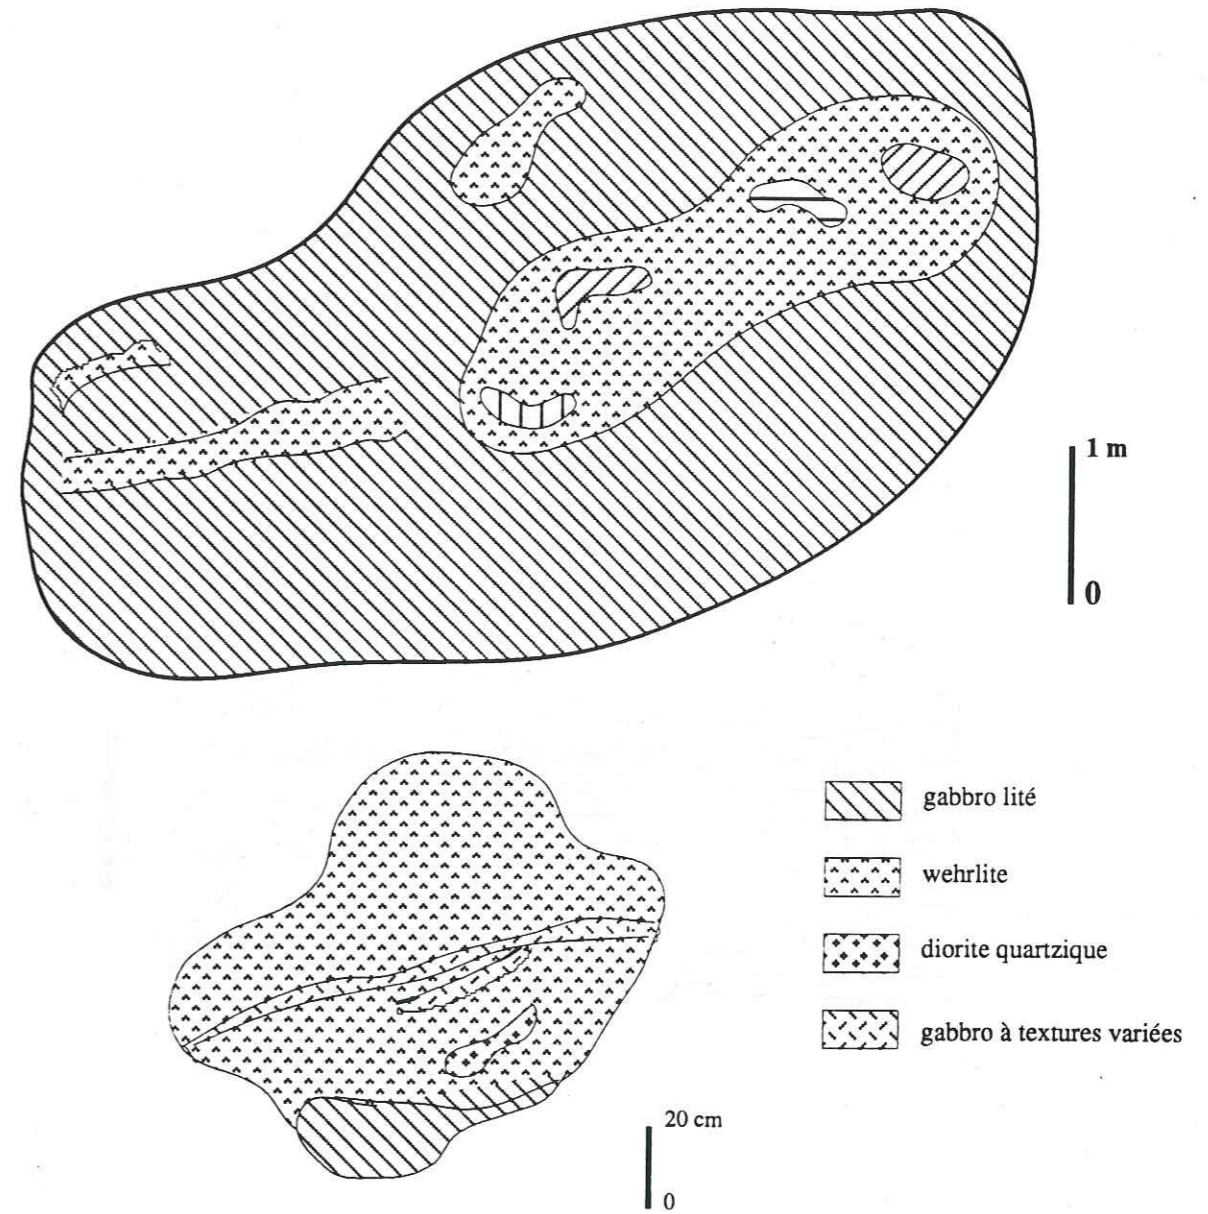 1 m
0
gabbro lité
wehrlite
diorite quartzique
gabbro à textures variées
20 cm
0